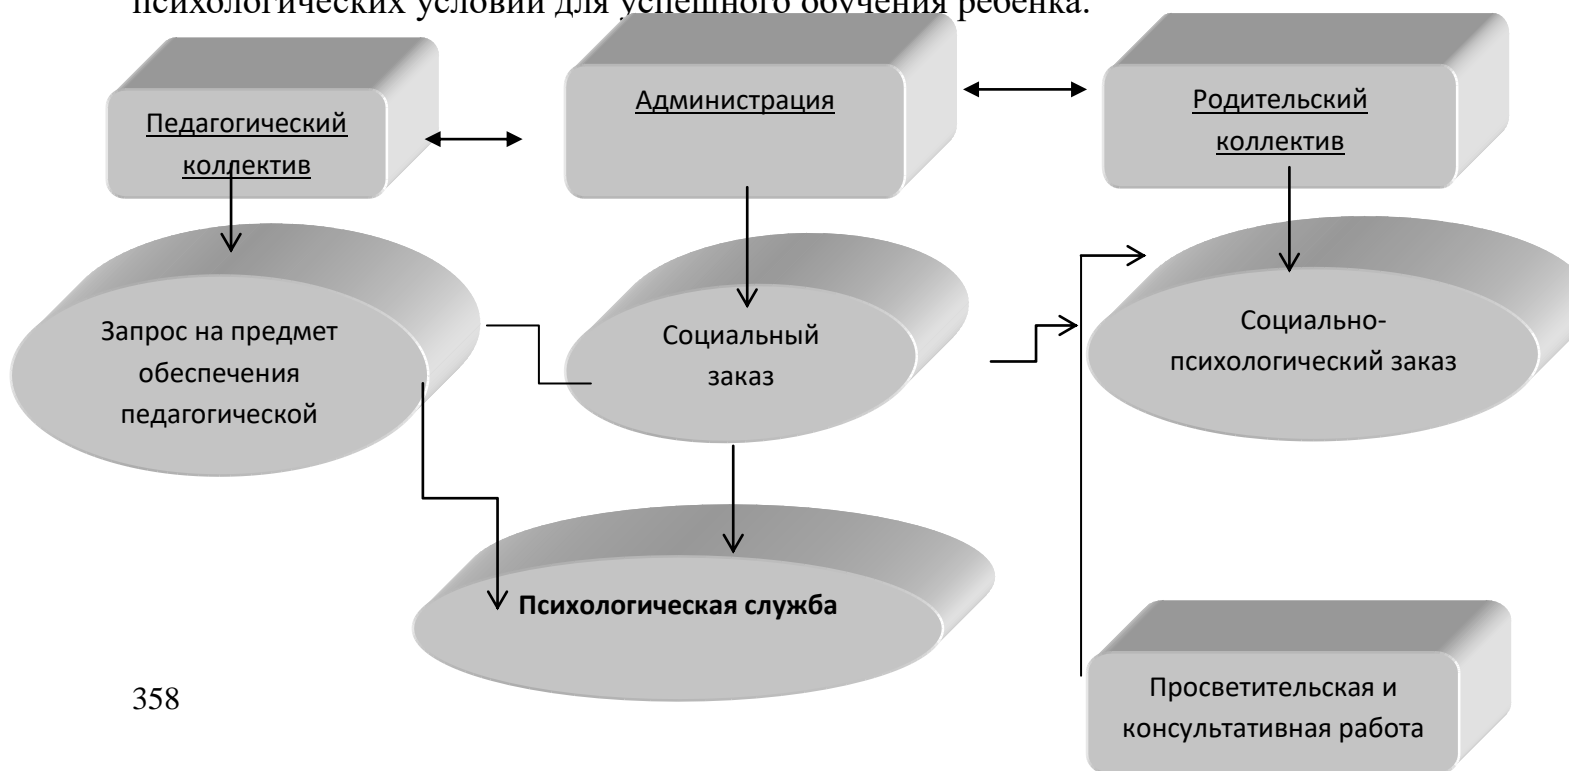 психологических условий для успешного обучения ребенка.
Педагогический
коллектив
Администрация
Родительский
коллектив
Запрос на предмет
обеспечения
педагогической
Социальный
заказ
Социально-
психологический заказ
Психологическая служба
Просветительская и
консультативная работа
358